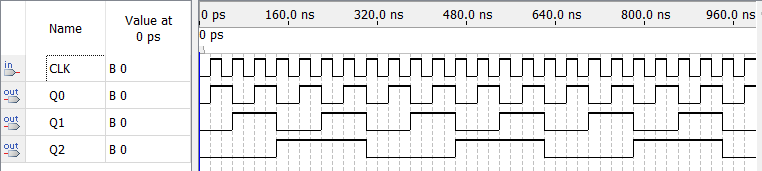 Name Value at 0 ps
0 ps 160.0 ns 320.0 ns 480.0 ns 640.0 ns 800.0 ns 960.0 ns
0 ps
in CLK B 0
out Q0 B 0
out Q1 B 0
out Q2 B 0